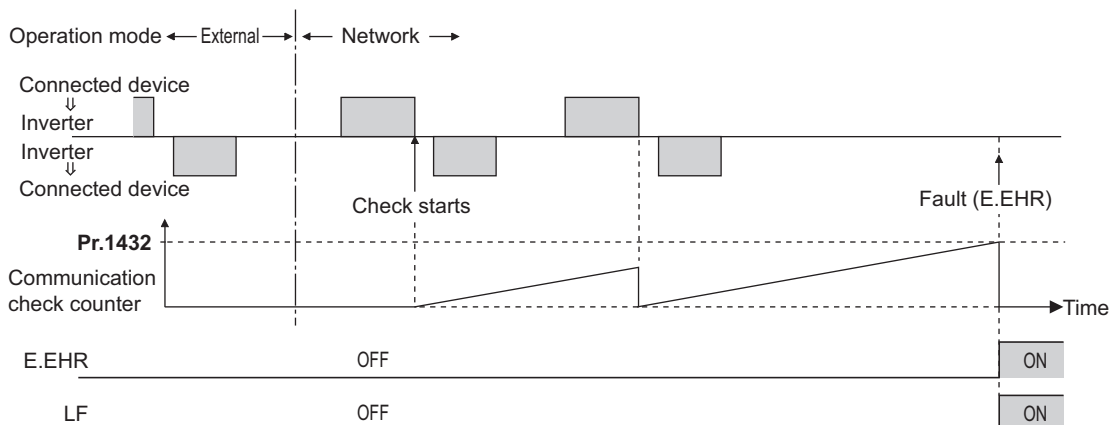 Operation mode External Network
Connected device
⇓
Inverter
Inverter
⇓
Connected device
Check starts
Fault (E.EHR)
Pr.1432
Communication
check counter
Time
E.EHR OFF ON
LF OFF ON